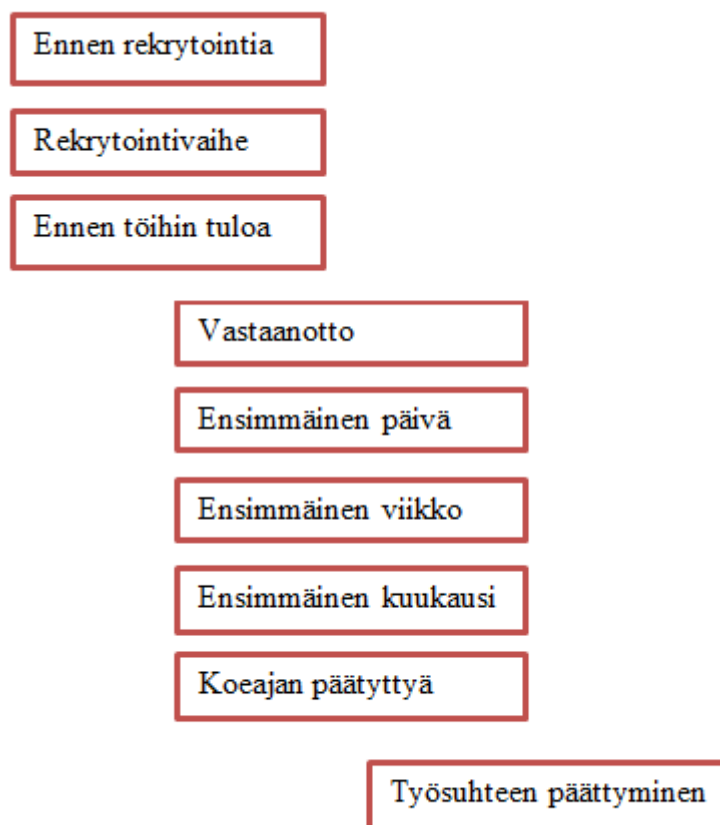 Ennen rekrytointia
Rekrytointivaihe
Ennen töihin tuloa
Vastaanotto
Ensimmäinen päivä
Ensimmäinen viikko
Ensimmäinen kuukausi
Koeajan päätyttyä
Työsuhteen päättyminen